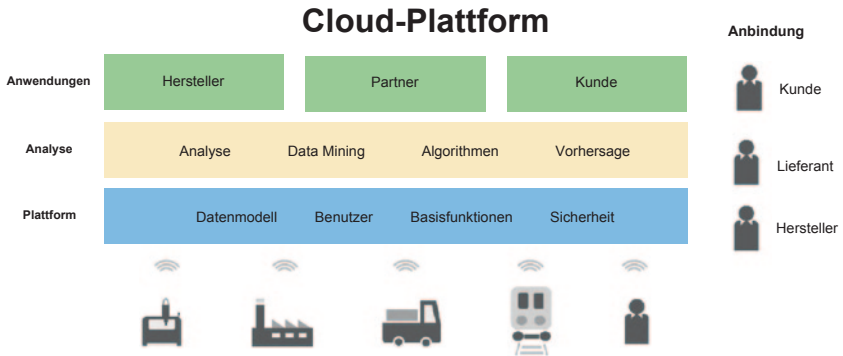 Cloud-Plattform
Anbindung
Anwendungen Hersteller Partner Kunde
Kunde
Analyse Analyse Data Mining Algorithmen Vorhersage
Lieferant
Plattform Datenmodell Benutzer Basisfunktionen Sicherheit
Hersteller